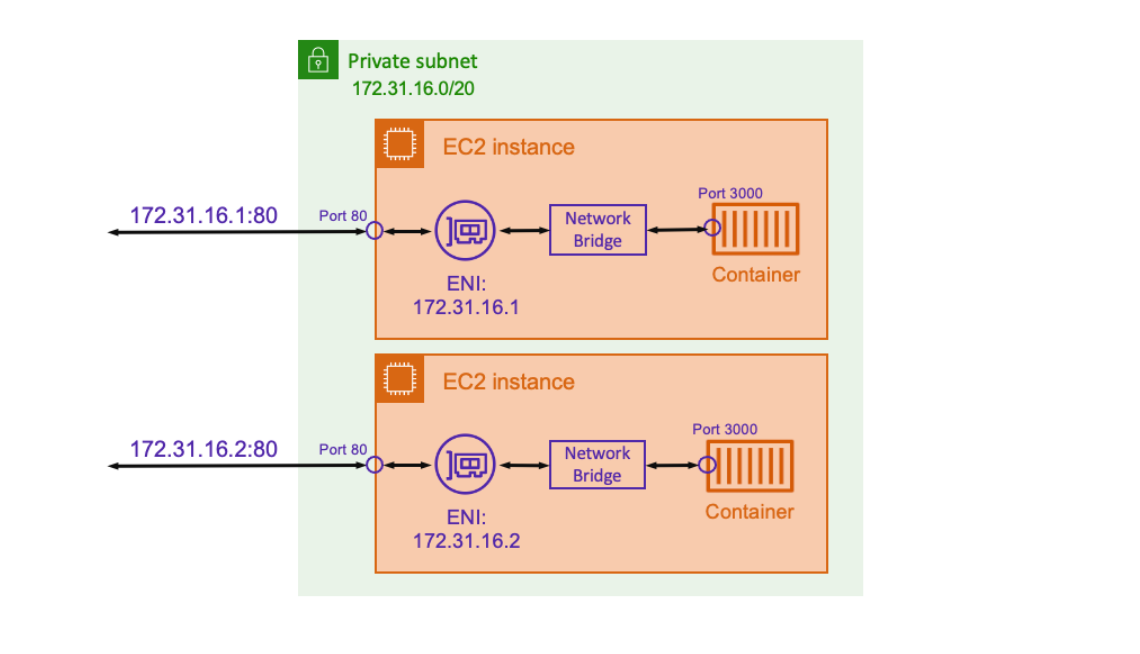 Private subnet
172.31.16.0/20
EC2 instance
172.31.16.1:80
Port 80
Network
Bridge
Port 3000
Container
ENI:
172.31.16.1
EC2 instance
172.31.16.2:80
Port 80
Network
Bridge
Port 3000
Container
ENI:
172.31.16.2